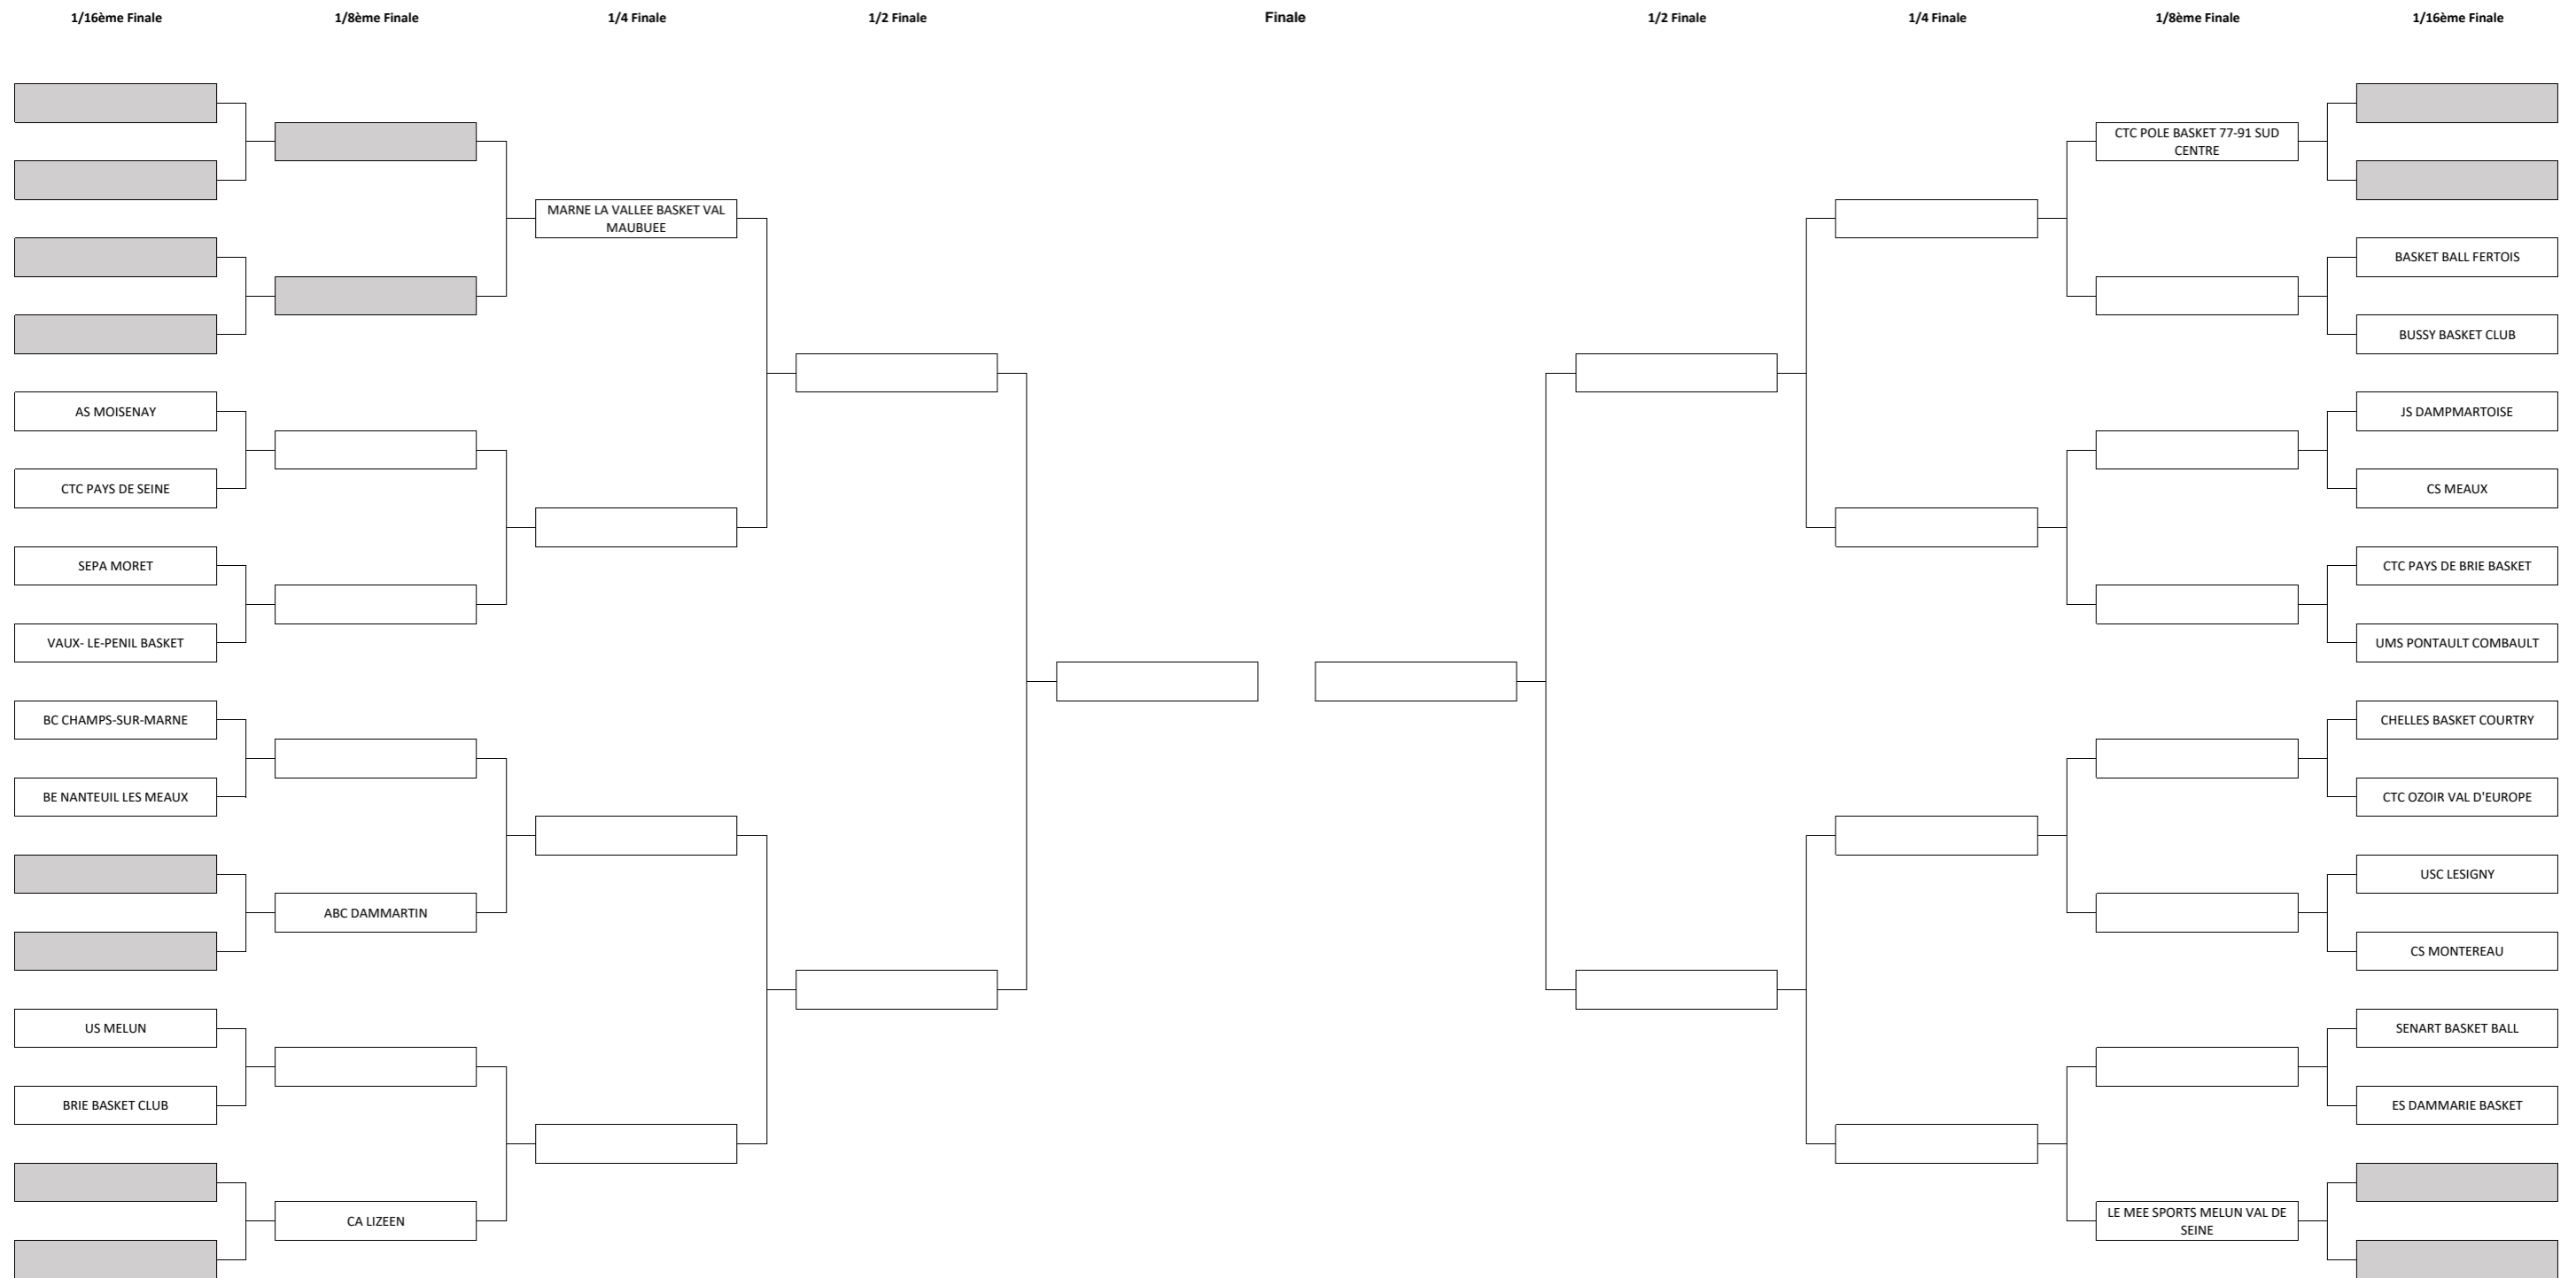 1/16ème Finale
1/8ème Finale
1/4 Finale
1/2 Finale
Finale
1/2 Finale
1/4 Finale
1/8ème Finale
1/16ème Finale
MARNE LA VALLEE BASKET VAL
MAUBUEE
AS MOISENAY
CTC PAYS DE SEINE
SEPA MORET
VAUX- LE-PENIL BASKET
BC CHAMPS-SUR-MARNE
BE NANTEUIL LES MEAUX
ABC DAMMARTIN
US MELUN
BRIE BASKET CLUB
CA LIZEEN
CTC POLE BASKET 77-91 SUD
CENTRE
BASKET BALL FERTOIS
BUSSY BASKET CLUB
JS DAMPMARTOISE
CS MEAUX
CTC PAYS DE BRIE BASKET
UMS PONTAULT COMBAULT
CHELLES BASKET COURTRY
CTC OZOIR VAL D'EUROPE
USC LESIGNY
CS MONTEREAU
SENART BASKET BALL
ES DAMMARIE BASKET
LE MEE SPORTS MELUN VAL DE
SEINE